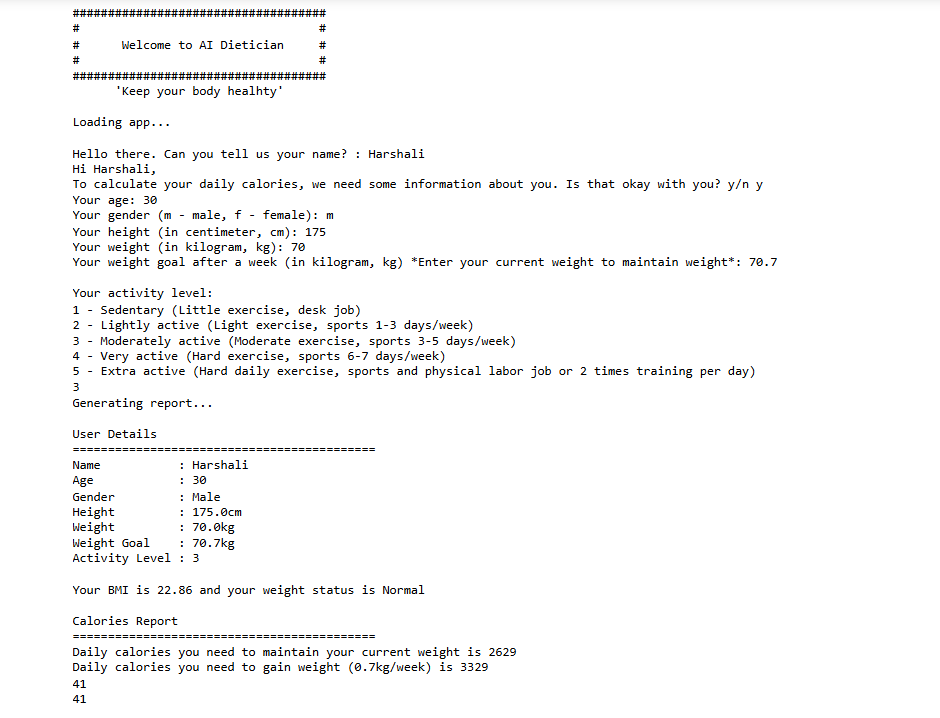 ####################################
#                                  #
#      Welcome to AI Dietician     #
#                                  #
####################################
'Keep your body healhty'
Loading app...
Hello there. Can you tell us your name? : Harshali
Hi Harshali,
To calculate your daily calories, we need some information about you. Is that okay with you? y/n y
Your age: 30
Your gender (m - male, f - female): m
Your height (in centimeter, cm): 175
Your weight (in kilogram, kg): 70
Your weight goal after a week (in kilogram, kg) *Enter your current weight to maintain weight*: 70.7
Your activity level:
1 - Sedentary (Little exercise, desk job)
2 - Lightly active (Light exercise, sports 1-3 days/week)
3 - Moderately active (Moderate exercise, sports 3-5 days/week)
4 - Very active (Hard exercise, sports 6-7 days/week)
5 - Extra active (Hard daily exercise, sports and physical labor job or 2 times training per day)
3
Generating report...
User Details
===========================================
Name           : Harshali
Age            : 30
Gender         : Male
Height         : 175.0cm
Weight         : 70.0kg
Weight Goal    : 70.7kg
Activity Level : 3
Your BMI is 22.86 and your weight status is Normal
Calories Report
===========================================
Daily calories you need to maintain your current weight is 2629
Daily calories you need to gain weight (0.7kg/week) is 3329
41
41